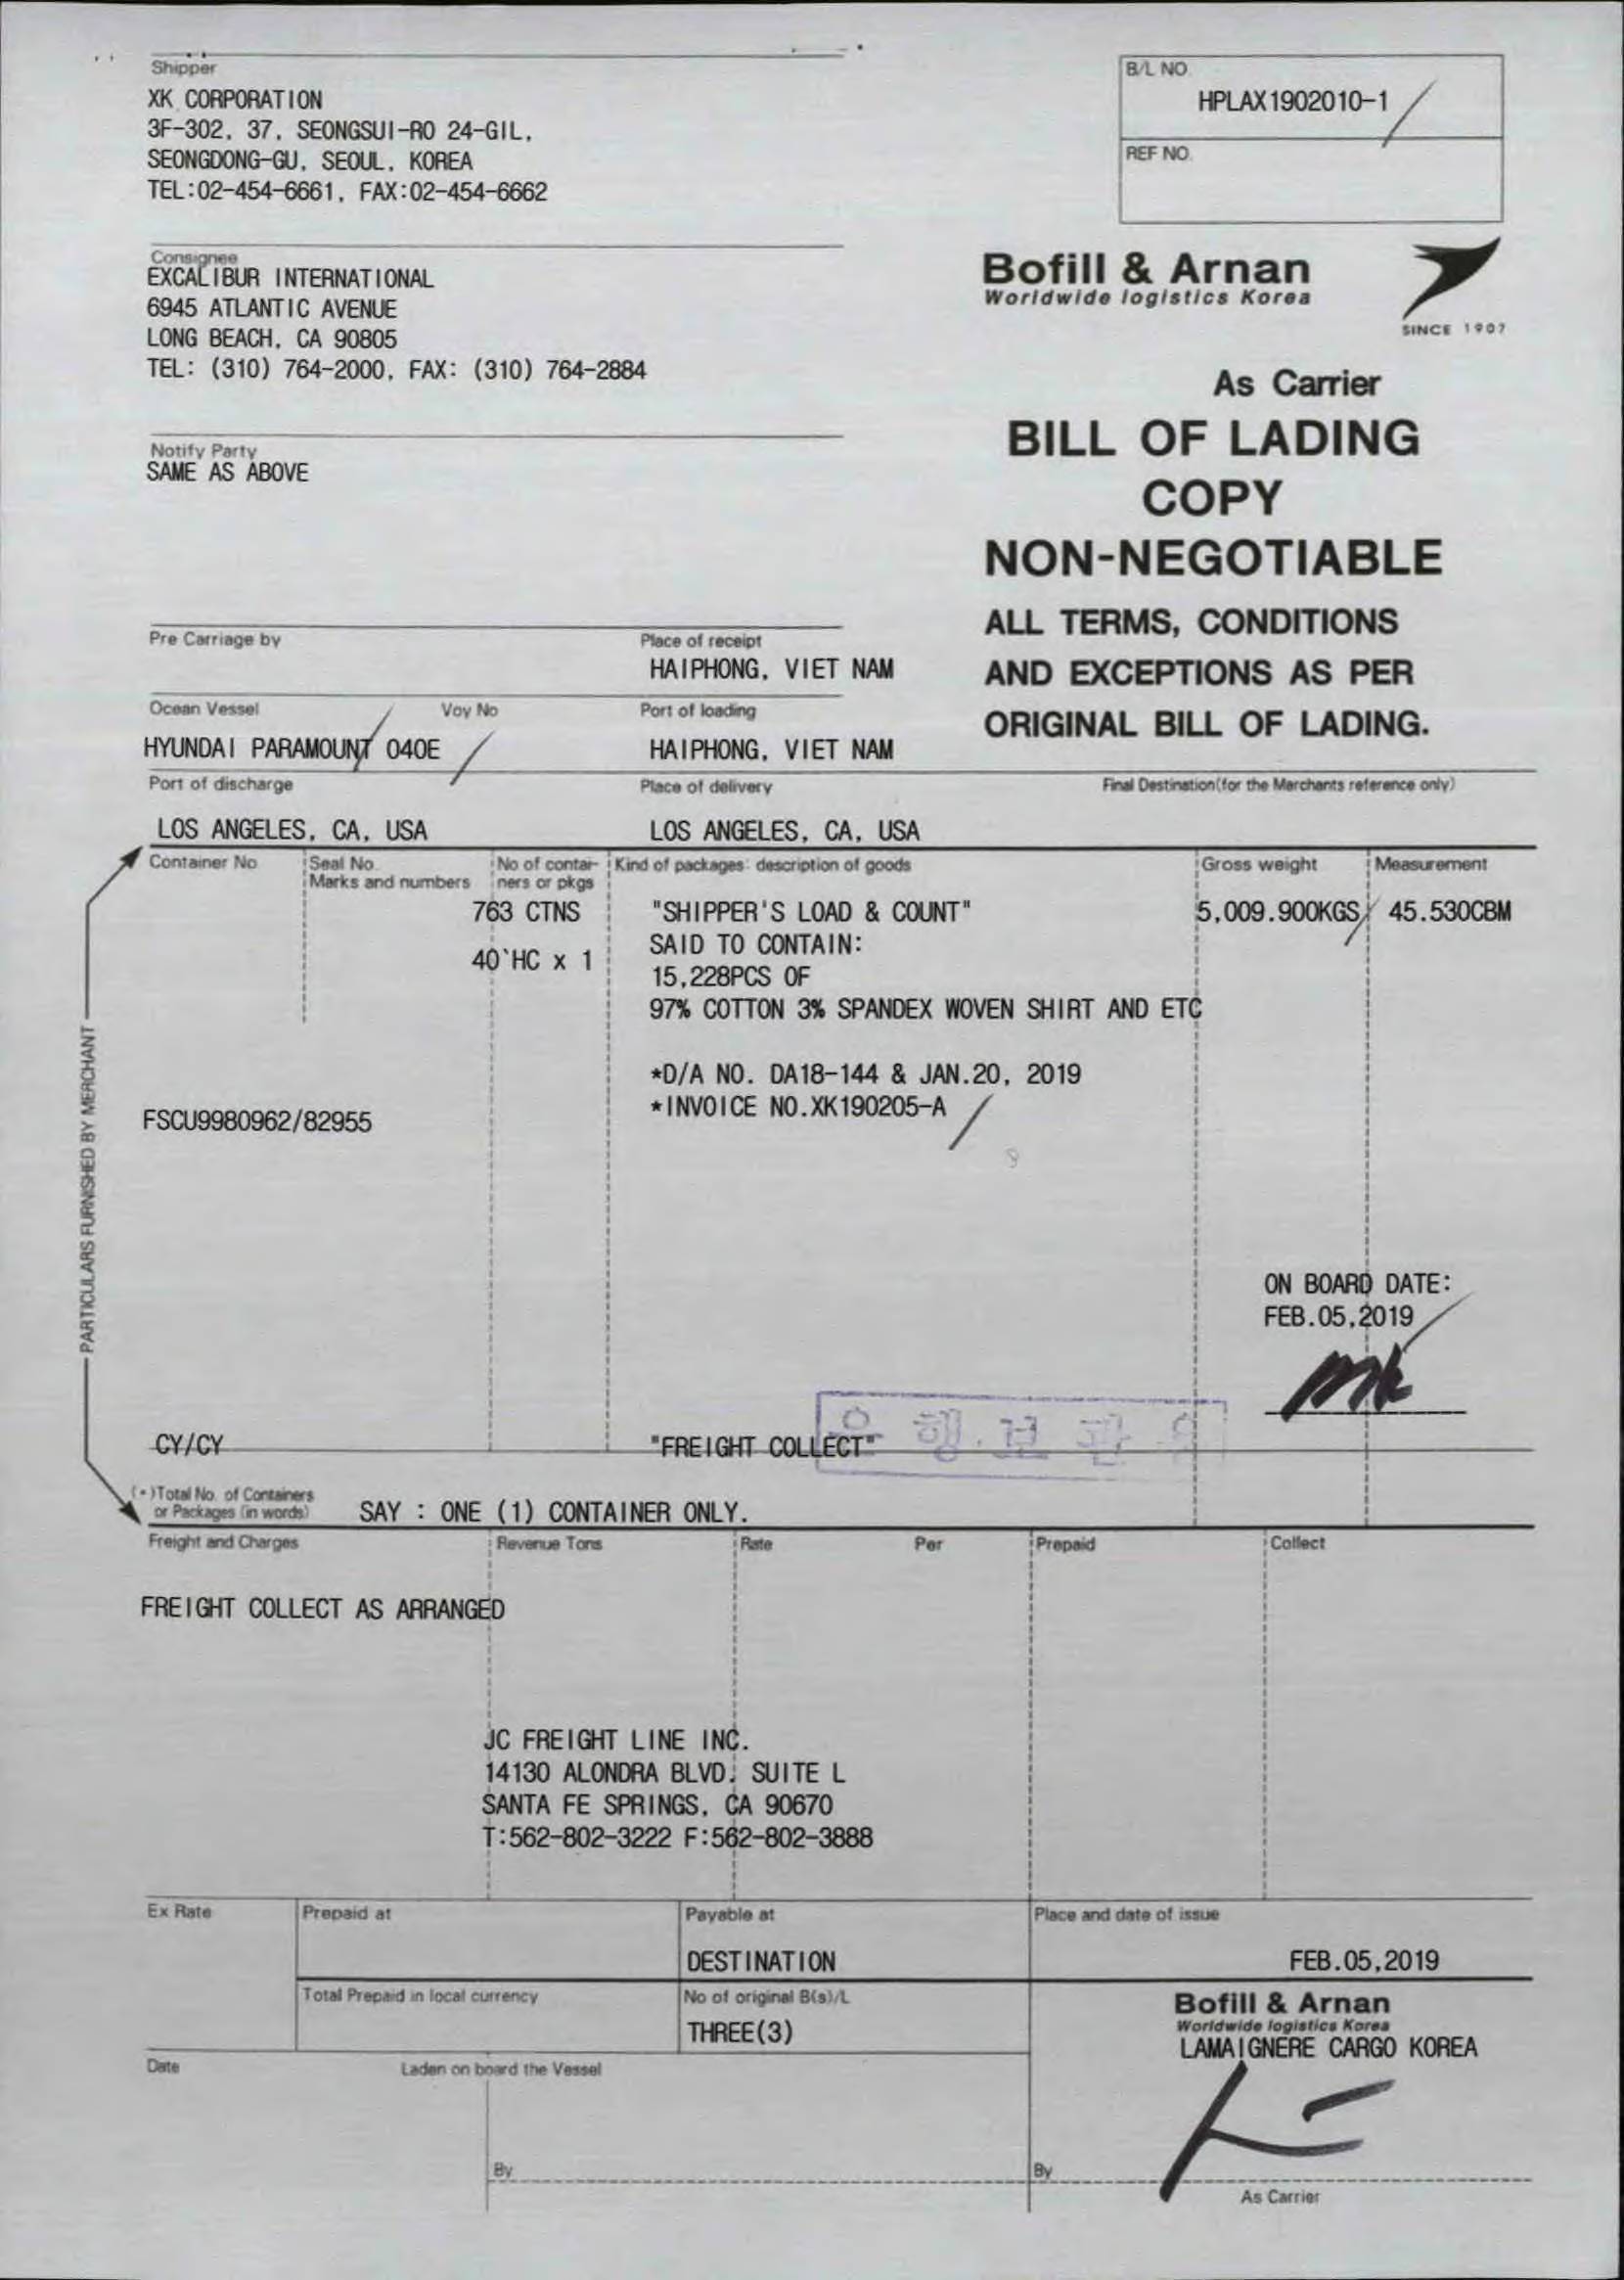 Shipper
XK CORPORATION
3F-302, 37, SEONGSUI-RO 24-GIL,
SEONGDONG-GU, SEOUL, KOREA
TEL:02-454-6661, FAX:02-454-6662
B/L NO.
HPLAX1902010-1
REF NO.
Consignee
EXCALIBUR INTERNATIONAL
6945 ATLANTIC AVENUE
LONG BEACH, CA 90805
TEL: (310) 764-2000, FAX: (310) 764-2884
Bofill & Arnan
Worldwide logistics Korea
SINCE 1907
As Carrier
BILL OF LADING
COPY
NON-NEGOTIABLE
ALL TERMS, CONDITIONS
AND EXCEPTIONS AS PER
ORIGINAL BILL OF LADING.
Notify Party
SAME AS ABOVE
Pre Carriage by
Place of receipt
HAIPHONG, VIET NAM
Ocean Vessel Voy No
Port of loading
HYUNDAI PARAMOUNT 040E
HAIPHONG, VIET NAM
Port of discharge
Place of delivery
Final Destination(for the Merchants reference only)
LOS ANGELES, CA, USA
LOS ANGELES, CA, USA
Container No
Seal No.
Marks and numbers
No of contai-
ners or pkgs
Kind of packages: description of goods
Gross weight
Measurement
763 CTNS
40`HC x 1
"SHIPPER'S LOAD & COUNT"
SAID TO CONTAIN:
15,228PCS OF
97% COTTON 3% SPANDEX WOVEN SHIRT AND ETC
5,009.900KGS
45.530CBM
*D/A NO. DA18-144 & JAN.20, 2019
*INVOICE NO.XK190205-A
FSCU9980962/82955
PARTICULARS FURNISHED BY MERCHANT
ON BOARD DATE:
FEB.05,2019
은행보관용
CY/CY
"FREIGHT COLLECT"
(*)Total No. of Containers
or Packages (in words)
SAY : ONE (1) CONTAINER ONLY.
Freight and Charges
Revenue Tons
Rate
Per
Prepaid
Collect
FREIGHT COLLECT AS ARRANGED
JC FREIGHT LINE INC.
14130 ALONDRA BLVD. SUITE L
SANTA FE SPRINGS, CA 90670
T:562-802-3222 F:562-802-3888
Ex Rate
Prepaid at
Payable at
DESTINATION
Place and date of issue
FEB.05,2019
Total Prepaid in local currency
No of original B(s)/L
THREE(3)
Bofill & Arnan
Worldwide logistics Korea
LAMAIGNERE CARGO KOREA
Date
Laden on board the Vessel
By
By
As Carrier